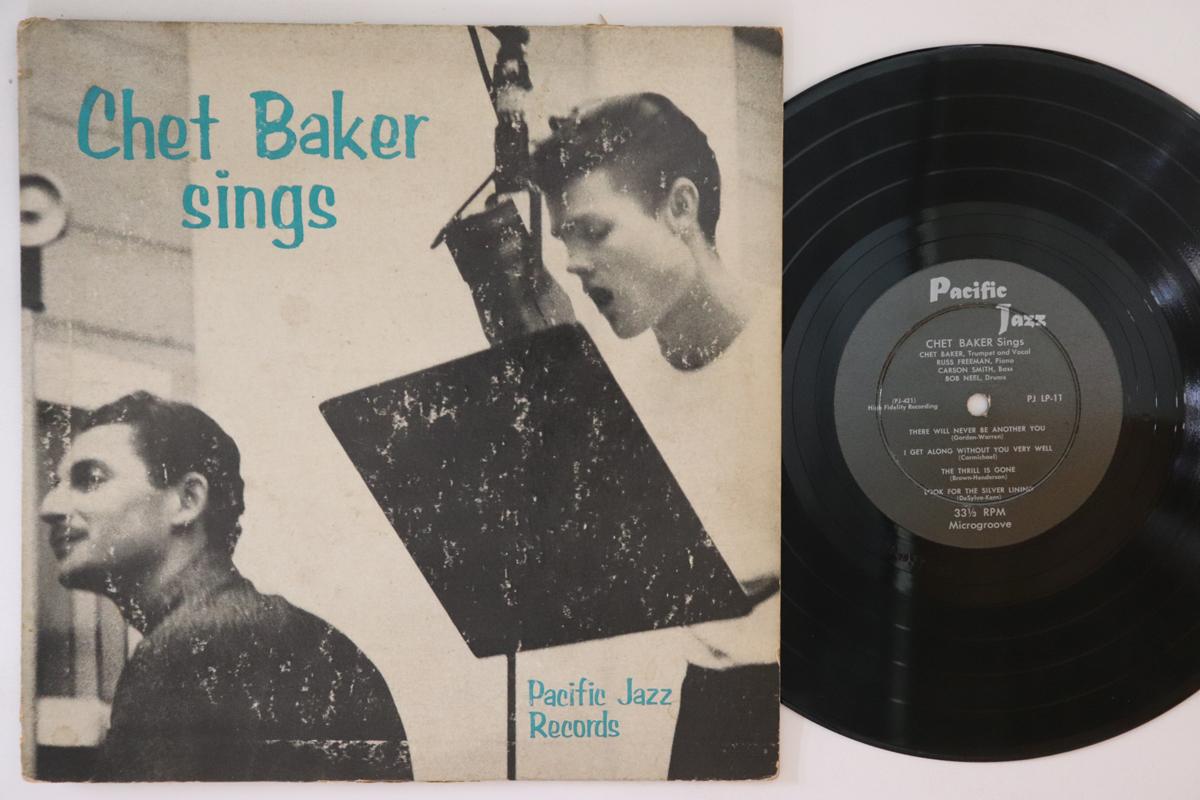 Chet Baker
sings
Pacific Jazz
Records
Pacific
Jazz
CHET BAKER Sings
CHET BAKER, Trumpet and Vocal
RUSS FREEMAN, Piano
CARSON SMITH, Bass
BOB NEEL, Drums
(PJ-421)
High Fidelity Recording
PJ LP-11
THERE WILL NEVER BE ANOTHER YOU
(Gordon-Warren)
I GET ALONG WITHOUT YOU VERY WELL
(Carmichael)
THE THRILL IS GONE
(Brown-Henderson)
LOOK FOR THE SILVER LINING
(DeSylva-Kern)
33⅓ RPM
Microgroove